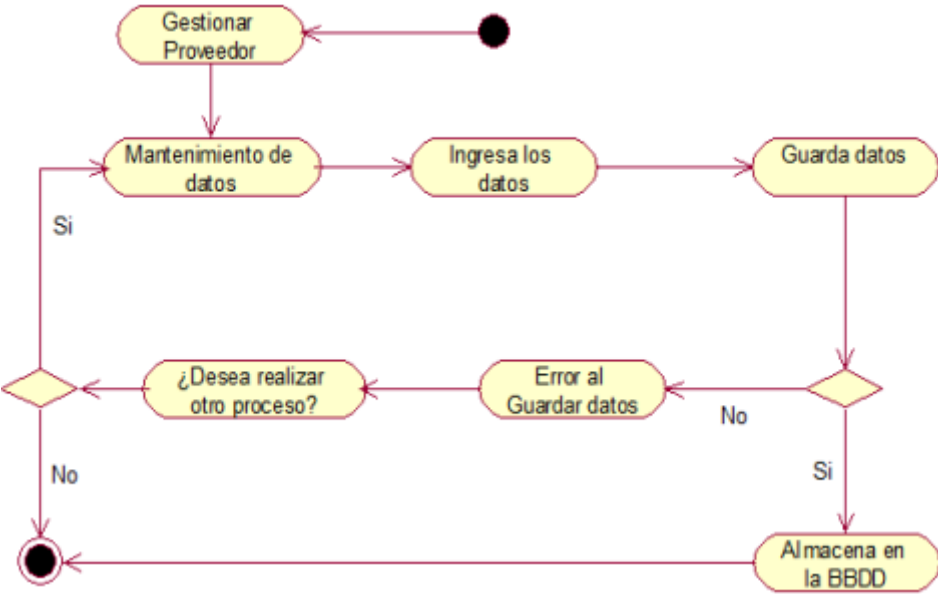 Gestionar
Proveedor
Mantenimiento de
datos
Ingresa los
datos
Guarda datos
Si
¿Desea realizar
otro proceso?
Error al
Guardar datos
No
No
Si
Almacena en
la BBDD